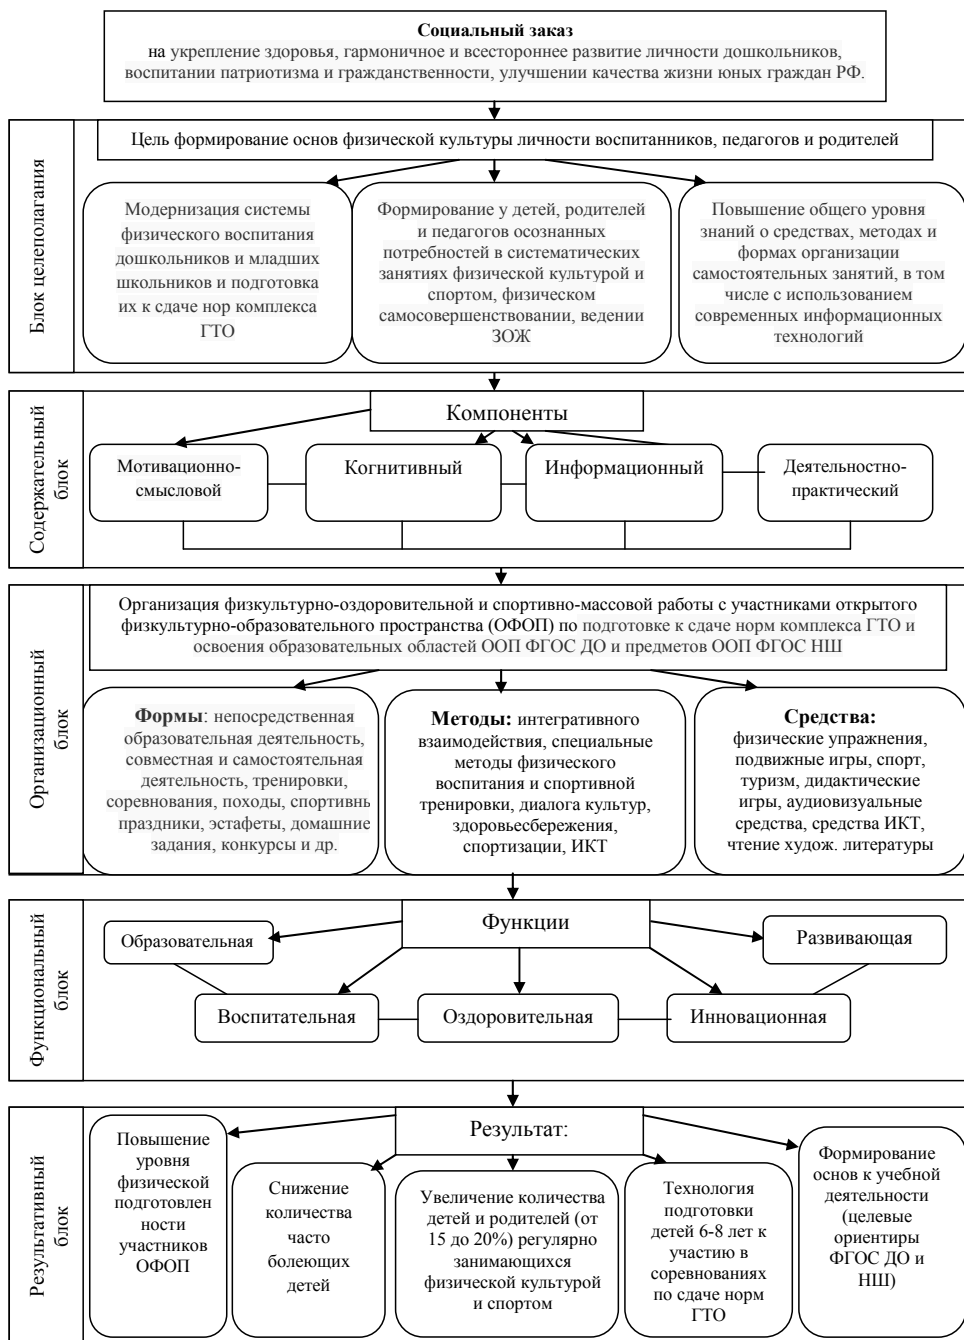 Социальный заказ
на укрепление здоровья, гармоничное и всестороннее развитие личности дошкольников,
воспитании патриотизма и гражданственности, улучшении качества жизни юных граждан РФ.
Блок целеполагания
Цель формирование основ физической культуры личности воспитанников, педагогов и родителей
Модернизация системы
физического воспитания
дошкольников и младших
школьников и подготовка
их к сдаче нор комплекса
ГТО
Формирование у детей, родителей
и педагогов осознанных
потребностей в систематических
занятиях физической культурой и
спортом, физическом
самосовершенствовании, ведении
ЗОЖ
Повышение общего уровня
знаний о средствах, методах и
формах организации
самостоятельных занятий, в том
числе с использованием
современных информационных
технологий
Содержательный
блок
Компоненты
Мотивационно-
смысловой
Когнитивный
Информационный
Деятельностно-
практический
Организационный
блок
Организация физкультурно-оздоровительной и спортивно-массовой работы с участниками открытого
физкультурно-образовательного пространства (ОФОП) по подготовке к сдаче норм комплекса ГТО и
освоения образовательных областей ООП ФГОС ДО и предметов ООП ФГОС НШ
Формы: непосредственная
образовательная деятельность,
совместная и самостоятельная
деятельность, тренировки,
соревнования, походы, спортивнь
праздники, эстафеты, домашние
задания, конкурсы и др.
Методы: интегративного
взаимодействия, специальные
методы физического
воспитания и спортивной
тренировки, диалога культур,
здоровьесбережения,
спортизации, ИКТ
Средства:
физические упражнения,
подвижные игры, спорт,
туризм, дидактические
игры, аудиовизуальные
средства, средства ИКТ,
чтение худож. литературы
Функциональный
блок
Функции
Образовательная
Развивающая
Воспитательная
Оздоровительная
Инновационная
Результативный
блок
Результат:
Повышение
уровня
физической
подготовлен
ности
участников
ОФОП
Снижение
количества
часто
болеющих
детей
Увеличение количества
детей и родителей (от
15 до 20%) регулярно
занимающихся
физической культурой
и спортом
Технология
подготовки
детей 6-8 лет к
участию в
соревнованиях
по сдаче норм
ГТО
Формирование
основ к учебной
деятельности
(целевые
ориентиры
ФГОС ДО и
НШ)